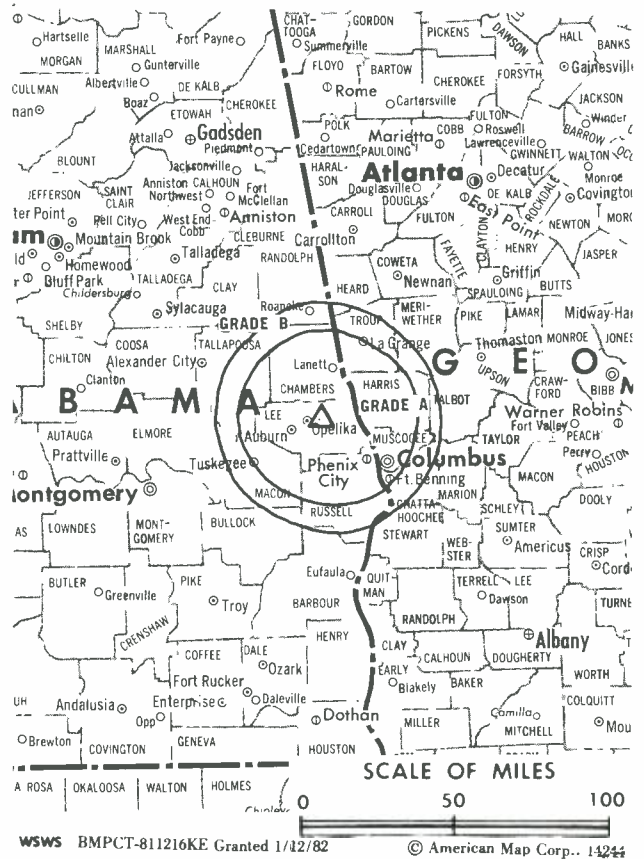 CHAT-
TOOGA
GORDON
PICKENS
DAWSON
HALL
BANKS
Hartselle
MORGAN
MARSHALL
Fort Payne
Summerville
FLOYD
BARTOW
CHEROKEE
FORSYTH
Gainesvil
Guntersville
CULLMAN
Albertville
DE KALB
Boaz
CHEROKEE
Rome
Cartersville
JACKSON
ETOWAH
POLK
FULTON
Winder
BARROW
Attalla
Gadsden
Marietta
COBB
Roswell
Lawrenceville
Piedmont
Cedartown
PAULDING
GWINNETT
WALTON
BLOUNT
Jacksonville
HARAL-
SON
Atlanta
Decatur
Monroe
Anniston
CALHOUN
Fort
McClellan
Northwest
Douglasville
DOUGLAS
DE KALB
ROCKDALE
Covingto
JEFFERSON
SAINT
CLAIR
ter Point
Pell City
West End-
Cobb
Anniston
CARROLL
FULTON
East Point
NEWTON
am
Mountain Brook
CLEBURNE
Carrollton
CLAYTON
HENRY
JASPER
Homewood
Talladega
RANDOLPH
COWETA
FAYETTE
Bluff Park
TALLADEGA
CLAY
Newnan
Griffin
Childersburg
HEARD
SPAULDING
BUTTS
Sylacauga
Roanoke
MERI-
WETHER
PIKE
LAMAR
Midway-Ha
SHELBY
GRADE B
TROUP
COOSA
TALLAPOOSA
La Grange
Thomaston
MONROE
JONES
CHILTON
Alexander City
Lanett
G E O
UPSON
Clanton
CHAMBERS
HARRIS
CRAW-
FORD
BIBB
B A M A
GRADE A
TALBOT
LEE
Warner Robins
AUTAUGA
ELMORE
Auburn
Opelika
MUSCOGEE
TAYLOR
Fort Valley
PEACH
Prattville
Tuskegee
Phenix
City
Columbus
Perry
HOUSTON
ontgomery
MACON
Ft. Benning
MARION
MACON
RUSSELL
CHATTA-
HOOCHEE
SCHLEY
DOOLY
LOWNDES
MONT-
GOMERY
BULLOCK
STEWART
SUMTER
WEB-
STER
Americus
CRISP
BUTLER
PIKE
Eufaula
QUIT
MAN
TERRELL
LEE
Cord
Greenville
Troy
BARBOUR
Dawson
TURNE
CRENSHAW
HENRY
RANDOLPH
Albany
COFFEE
DALE
CLAY
CALHOUN
DOUGHERTY
Ozark
EARLY
WORTH
Fort Rucker
Blakely
BAKER
Andalusia
Enterprise
Daleville
COLQUITT
Opp
Dothan
MILLER
Camilla
MITCHELL
Mou
Brewton
COVINGTON
GENEVA
HOUSTON
A ROSA
OKALOOSA
WALTON
HOLMES
SCALE OF MILES
0 50 100
WSWS BMPCT-811216KE Granted 1/12/82
© American Map Corp.. 14244